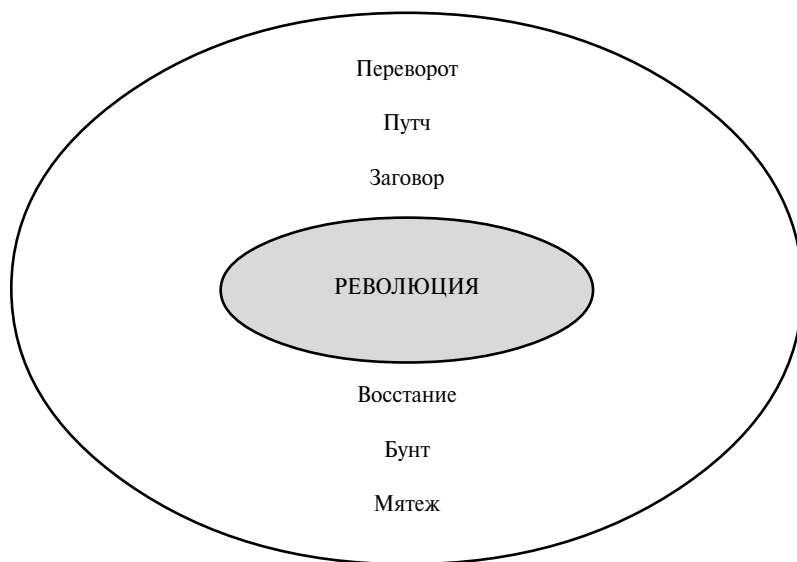 Переворот
Путч
Заговор
РЕВОЛЮЦИЯ
Восстание
Бунт
Мятеж